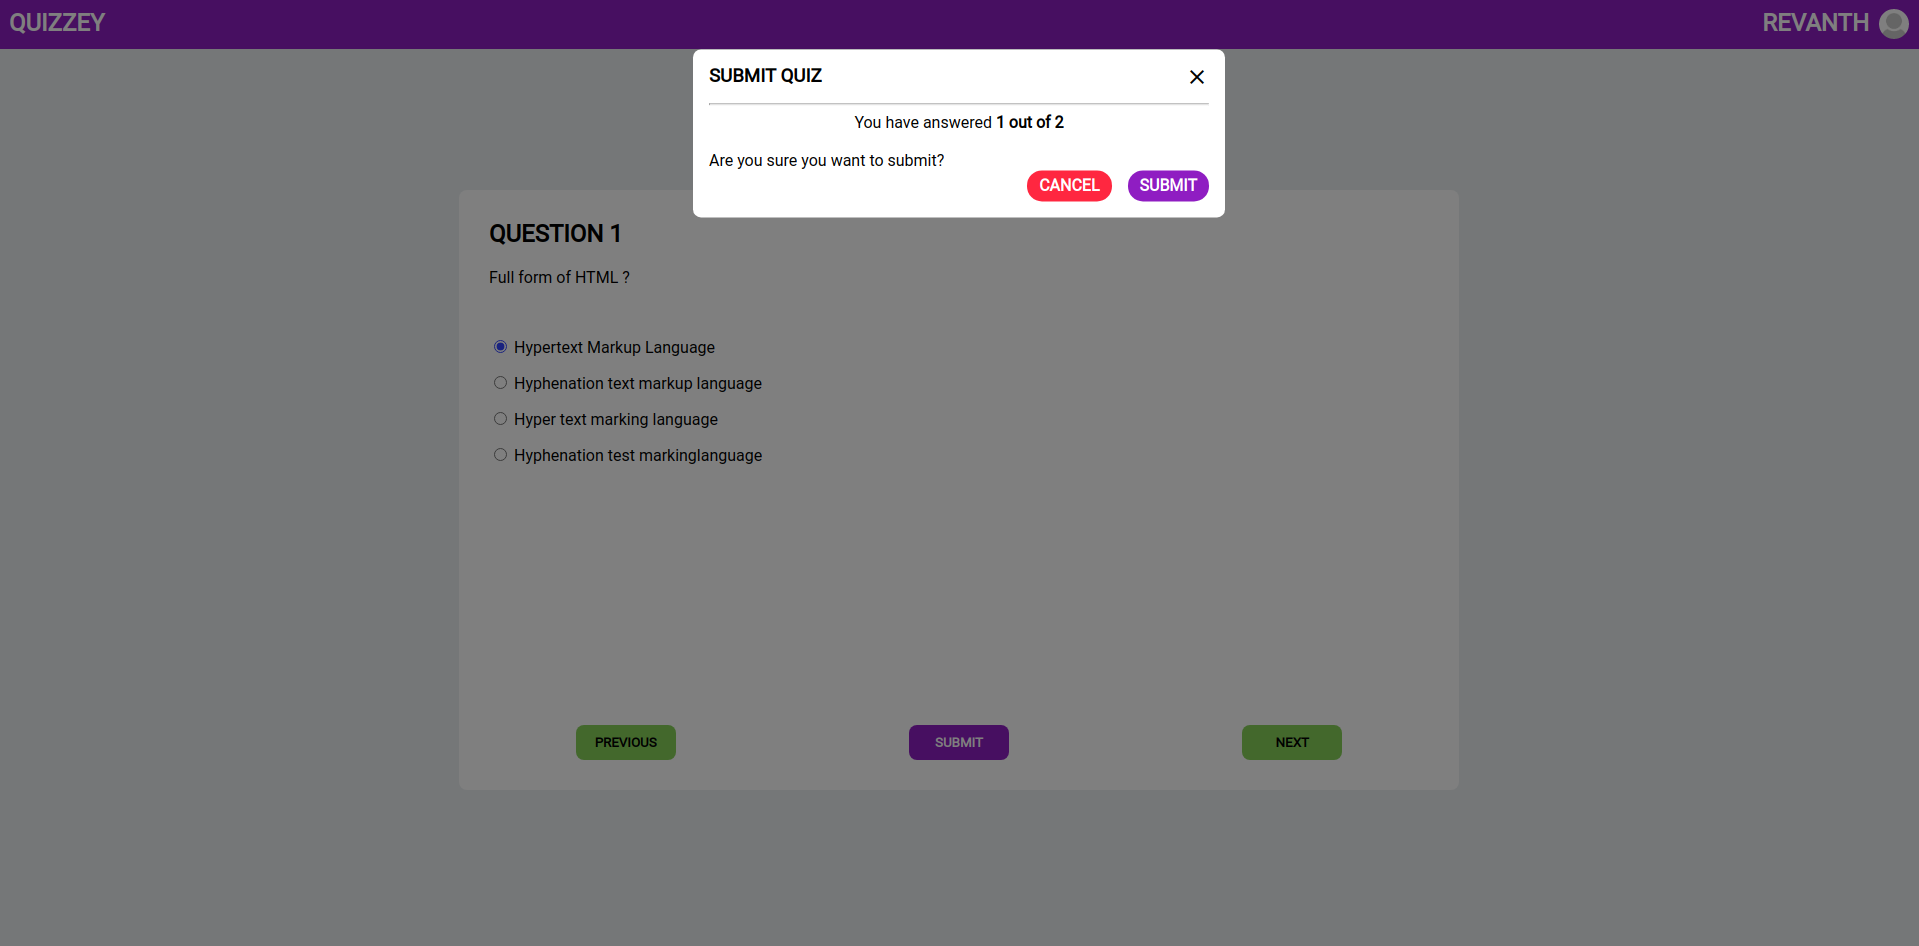 QUIZZEY
REVANTH
SUBMIT QUIZ
You have answered 1 out of 2
Are you sure you want to submit?
CANCEL SUBMIT
QUESTION 1
Full form of HTML ?
Hypertext Markup Language
Hyphenation text markup language
Hyper text marking language
Hyphenation test markinglanguage
PREVIOUS SUBMIT NEXT